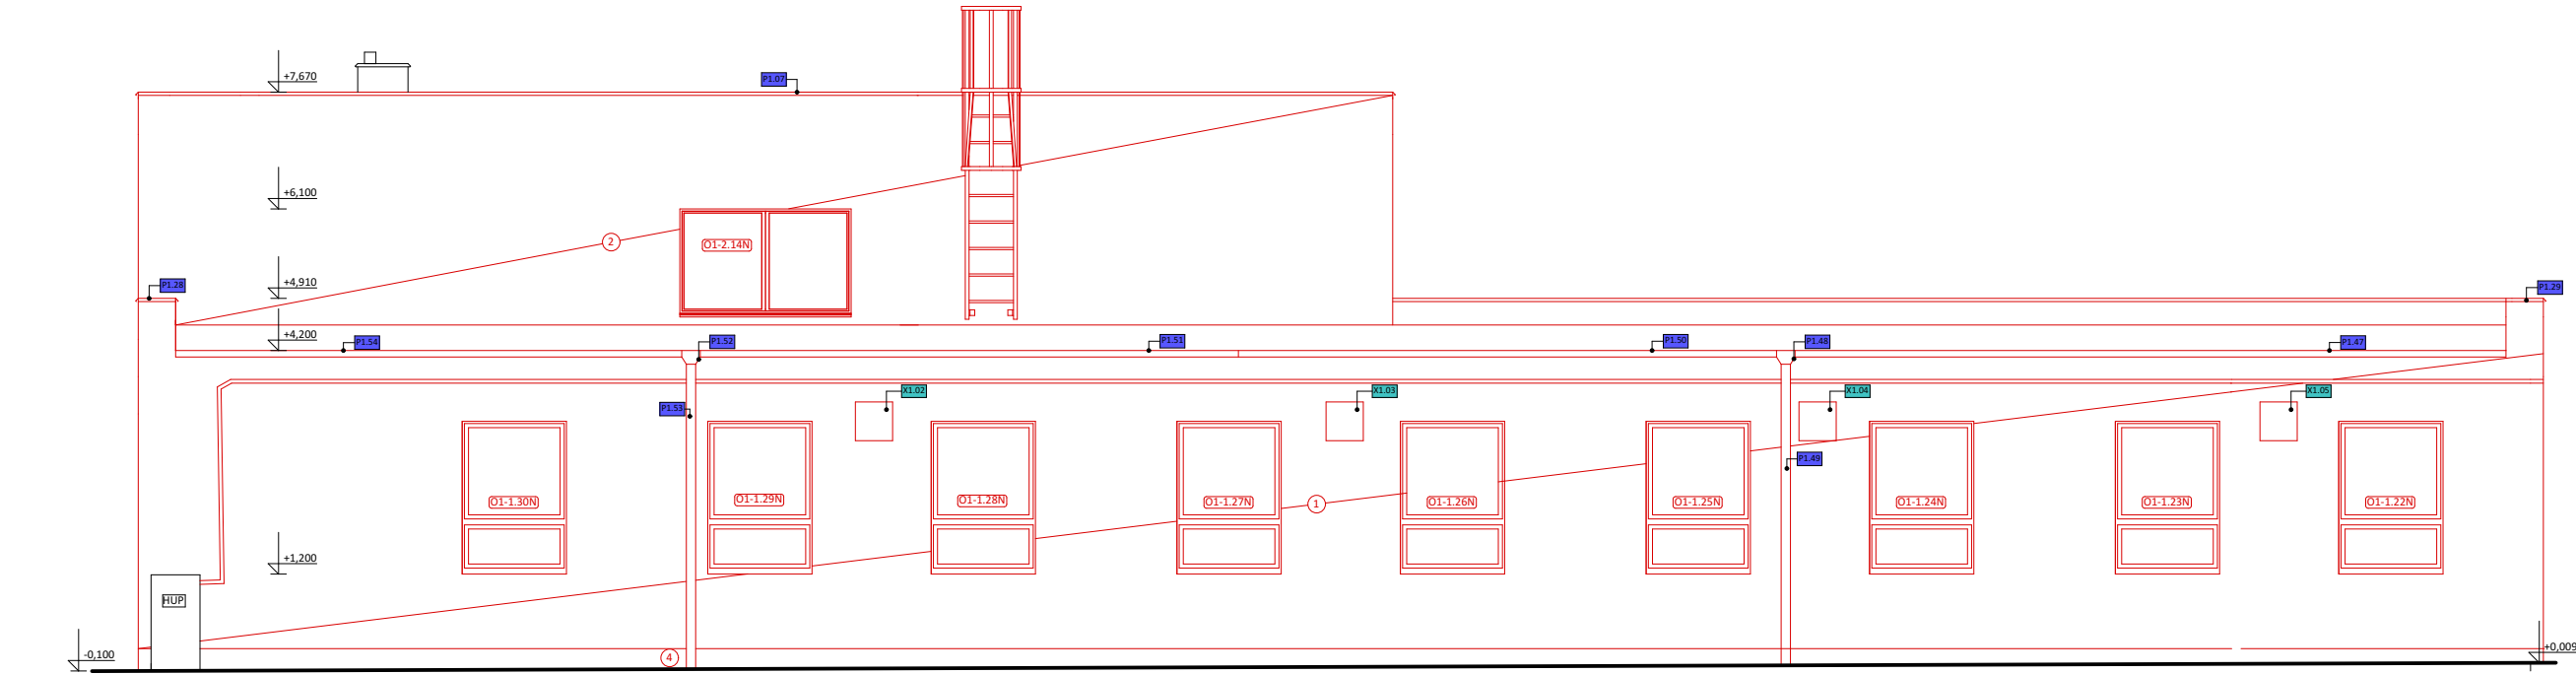 +7,670
P1.07
+6,100
2
O1-2.14N
P1.28
+4,910
P1.29
+4,200
P1.54
P1.52
P1.51
P1.50
P1.48
P1.47
X1.02
X1.03
X1.04
X1.05
P1.53
P1.49
O1-1.30N
O1-1.29N
O1-1.28N
O1-1.27N
1
O1-1.26N
O1-1.25N
O1-1.24N
O1-1.23N
O1-1.22N
+1,200
HUP
-0,100
4
+0,009